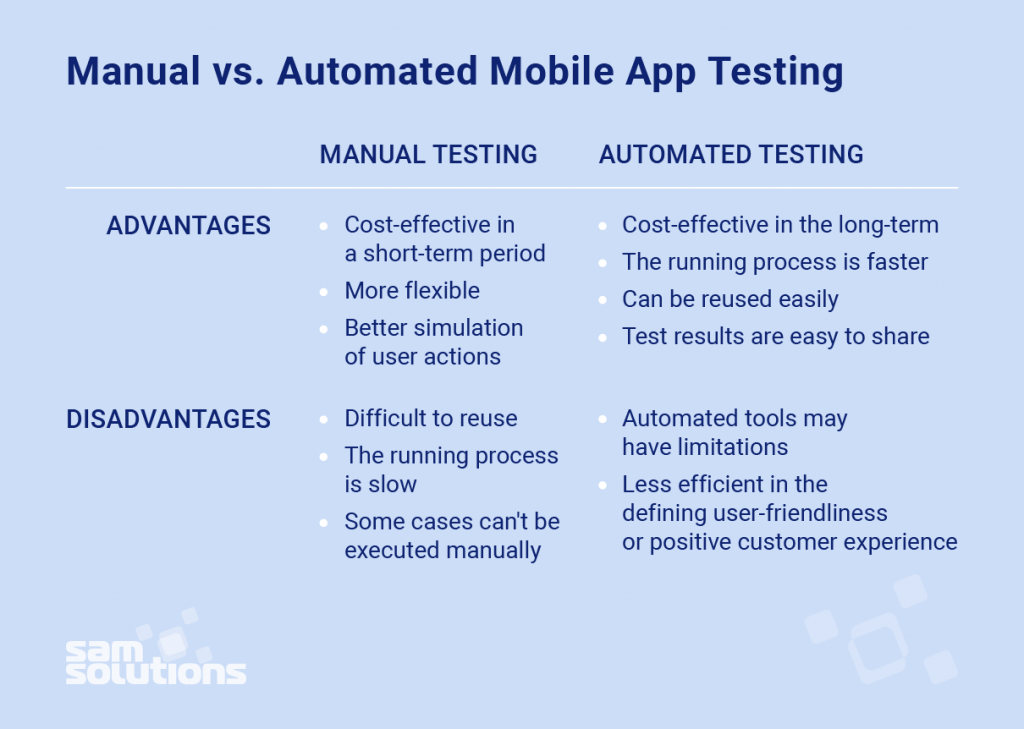 Manual vs. Automated Mobile App Testing
MANUAL TESTING
AUTOMATED TESTING
ADVANTAGES
Cost-effective in
a short-term period
More flexible
Better simulation
of user actions
Cost-effective in the long-term
The running process is faster
Can be reused easily
Test results are easy to share
DISADVANTAGES
Difficult to reuse
The running process
is slow
Some cases can't be
executed manually
Automated tools may
have limitations
Less efficient in the
defining user-friendliness
or positive customer experience
sam
solutions